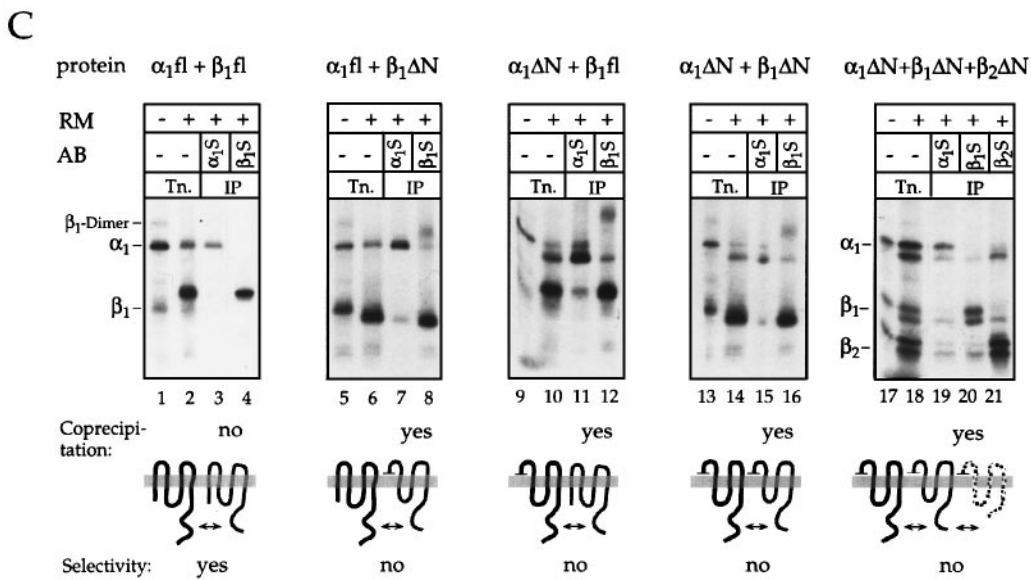 C
protein α₁fl + β₁fl α₁fl + β₁ΔN α₁ΔN + β₁fl α₁ΔN + β₁ΔN α₁ΔN+β₁ΔN+β₂ΔN
RM - + + + - + + + - + + + - + + + - + + + +
AB - - α₁S β₁S - - α₁S β₁S - - α₁S β₁S - - α₁S β₁S - - α₁S β₁S β₂S
Tn. IP Tn. IP Tn. IP Tn. IP Tn. IP
β₁-Dimer
α₁ α₁
β₁ β₁
β₂
1 2 3 4 5 6 7 8 9 10 11 12 13 14 15 16 17 18 19 20 21
Coprecipi-
tation: no yes yes yes yes
Selectivity: yes no no no no